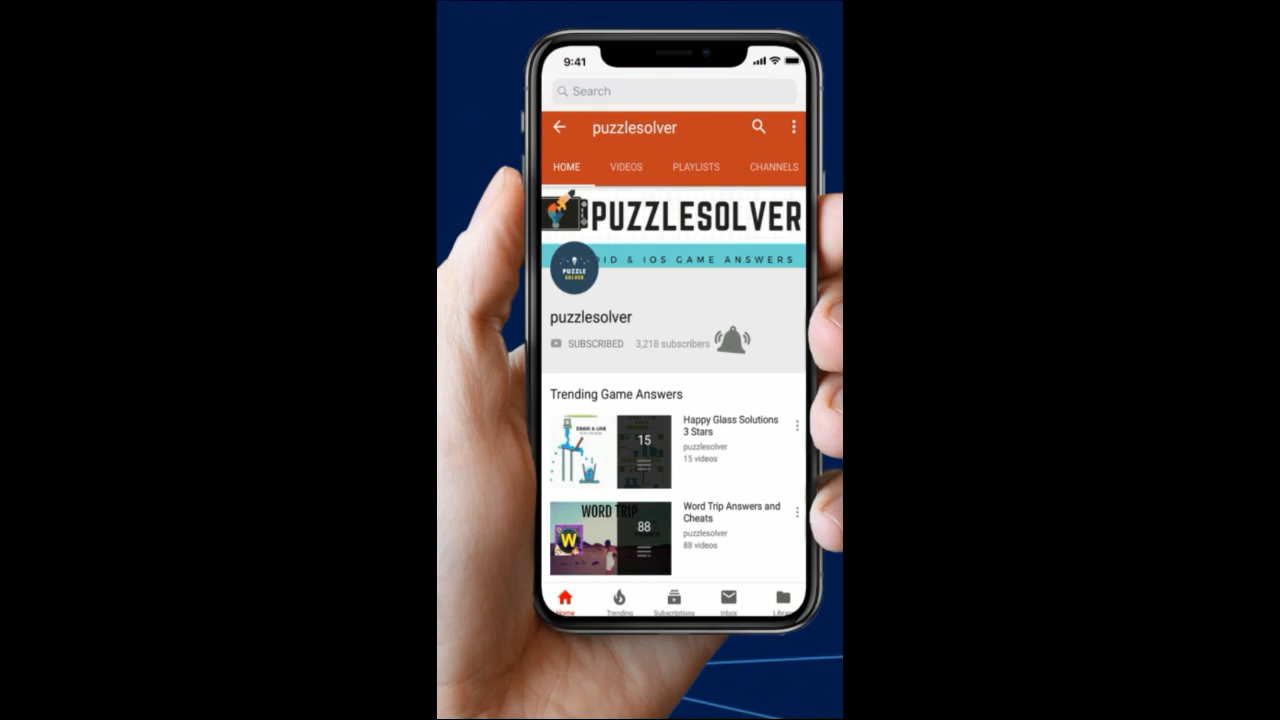 9:41
Search
puzzlesolver
HOME VIDEOS PLAYLISTS CHANNELS
PUZZLESOLVER
ID & IOS GAME ANSWERS
PUZZLE
SOLVER
puzzlesolver
SUBSCRIBED 3,218 subscribers
Trending Game Answers
DRAW A LINE
15
Happy Glass Solutions
3 Stars
puzzlesolver
15 videos
WORD TRIP
W
88
Word Trip Answers and
Cheats
puzzlesolver
88 videos
Home Trending Subscriptions Inbox